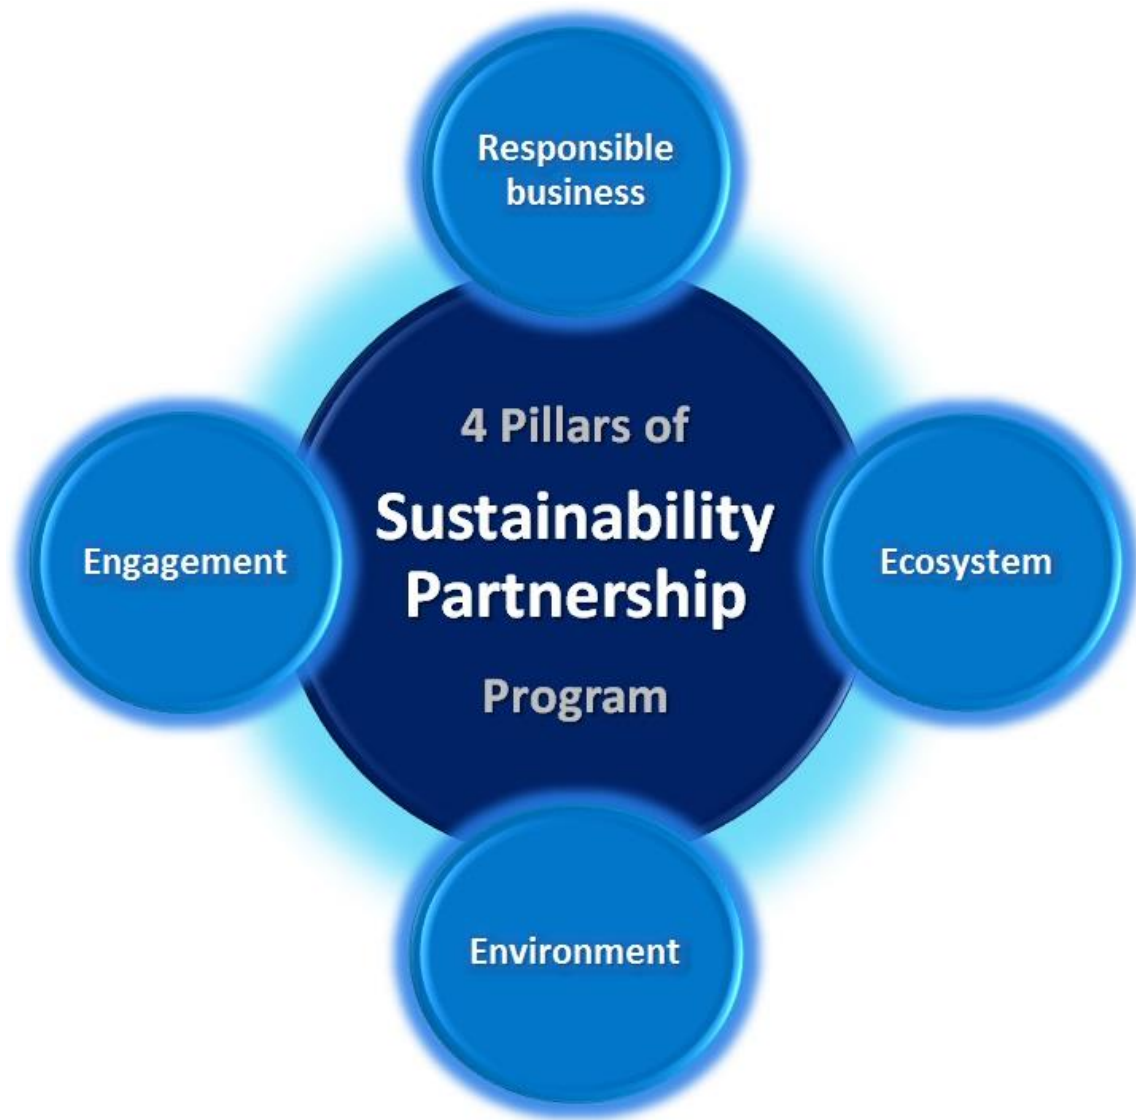 Responsible
business
4 Pillars of
Sustainability
Partnership
Program
Engagement
Ecosystem
Environment